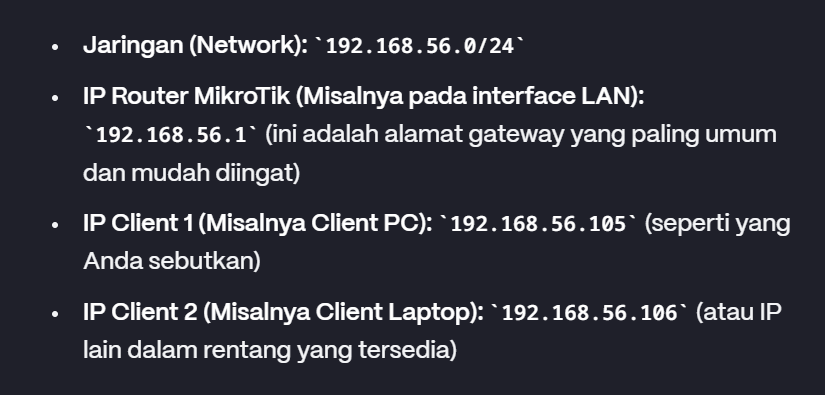 • Jaringan (Network): `192.168.56.0/24`
• IP Router MikroTik (Misalnya pada interface LAN):
`192.168.56.1` (ini adalah alamat gateway yang paling umum
dan mudah diingat)
• IP Client 1 (Misalnya Client PC): `192.168.56.105` (seperti yang
Anda sebutkan)
• IP Client 2 (Misalnya Client Laptop): `192.168.56.106` (atau IP
lain dalam rentang yang tersedia)